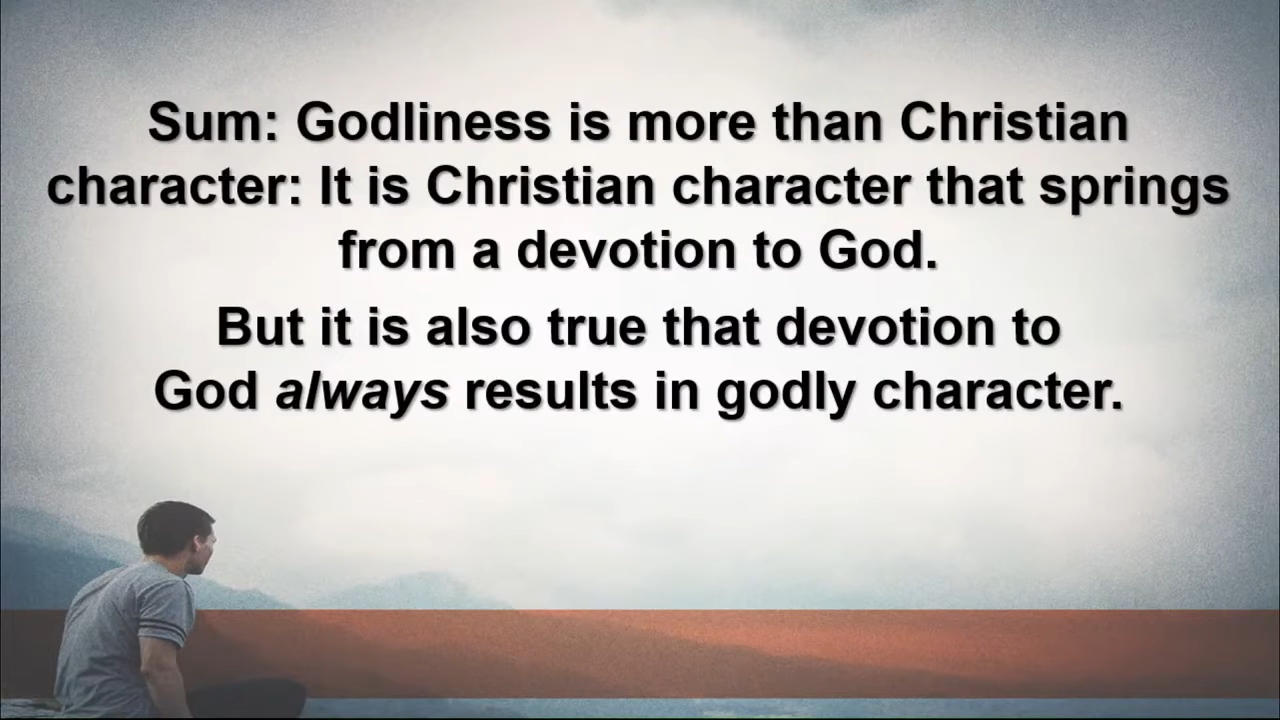 Sum: Godliness is more than Christian
character: It is Christian character that springs
from a devotion to God.
But it is also true that devotion to
God always results in godly character.